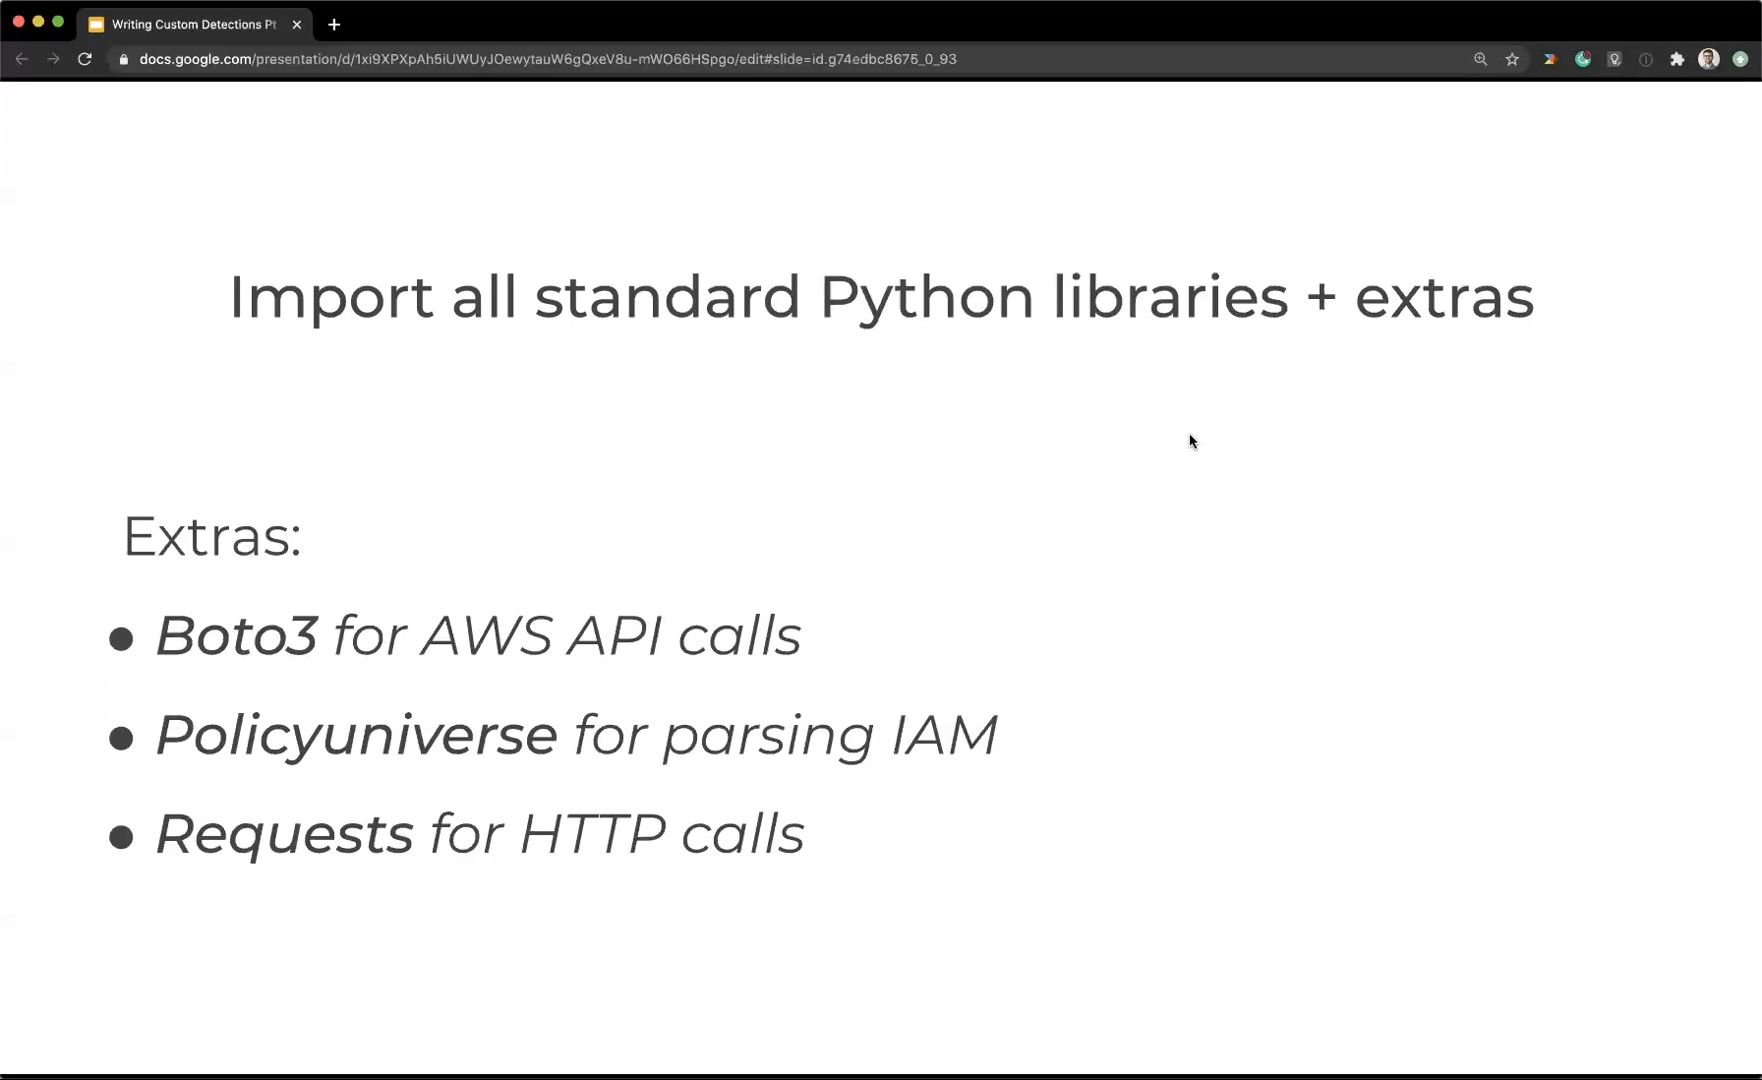 Writing Custom Detections Pt
docs.google.com/presentation/d/1xi9XPXpAh5iUWUyJOewytauW6gQxeV8u-mWO66HSpgo/edit#slide=id.g74edbc8675_0_93
Import all standard Python libraries + extras
Extras:
● Boto3 for AWS API calls
● Policyuniverse for parsing IAM
● Requests for HTTP calls